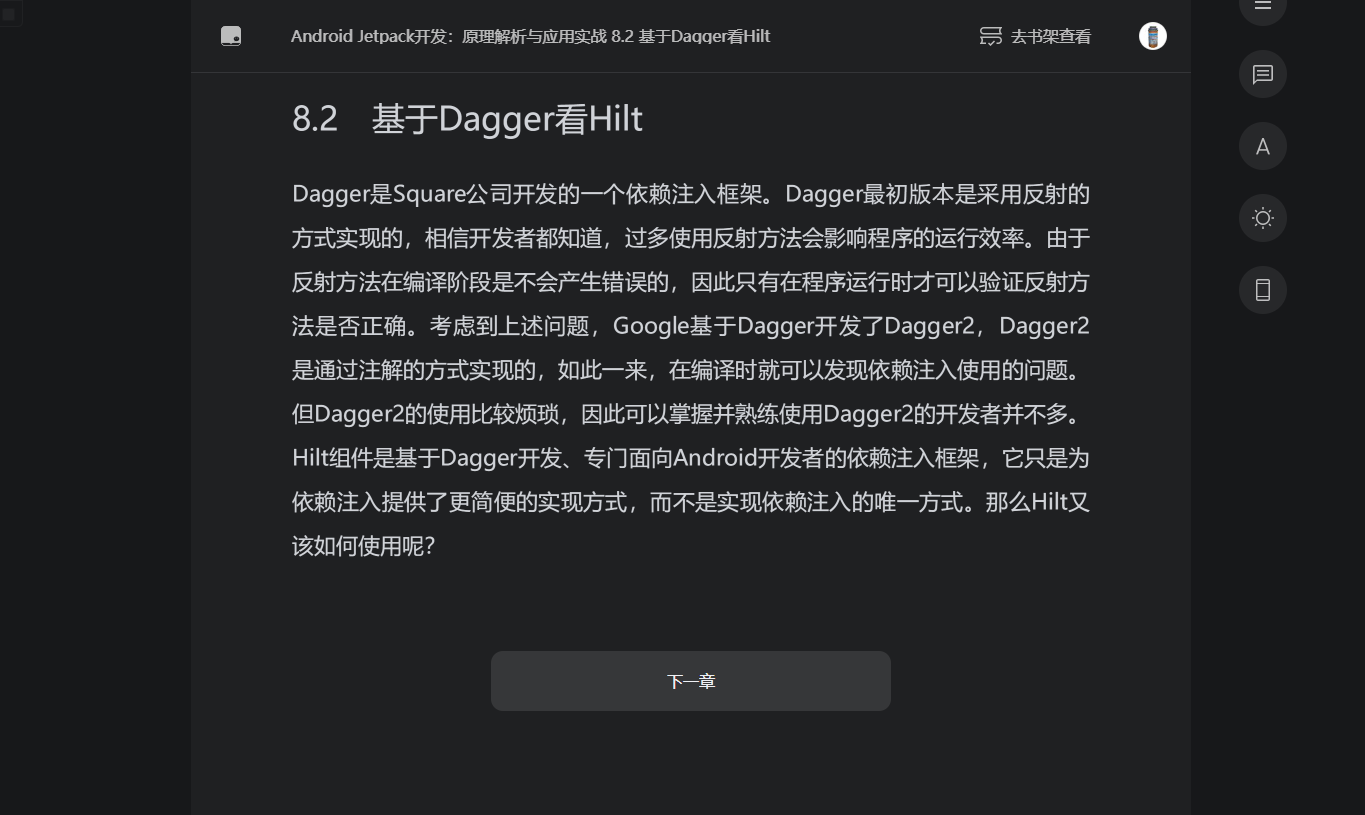 Android Jetpack开发：原理解析与应用实战 8.2 基于Dagger看Hilt
去书架查看
8.2 基于Dagger看Hilt
Dagger是Square公司开发的一个依赖注入框架。Dagger最初版本是采用反射的
方式实现的，相信开发者都知道，过多使用反射方法会影响程序的运行效率。由于
反射方法在编译阶段是不会产生错误的，因此只有在程序运行时才可以验证反射方
法是否正确。考虑到上述问题，Google基于Dagger开发了Dagger2，Dagger2
是通过注解的方式实现的，如此一来，在编译时就可以发现依赖注入使用的问题。
但Dagger2的使用比较烦琐，因此可以掌握并熟练使用Dagger2的开发者并不多。
Hilt组件是基于Dagger开发、专门面向Android开发者的依赖注入框架，它只是为
依赖注入提供了更简便的实现方式，而不是实现依赖注入的唯一方式。那么Hilt又
该如何使用呢？
下一章
A